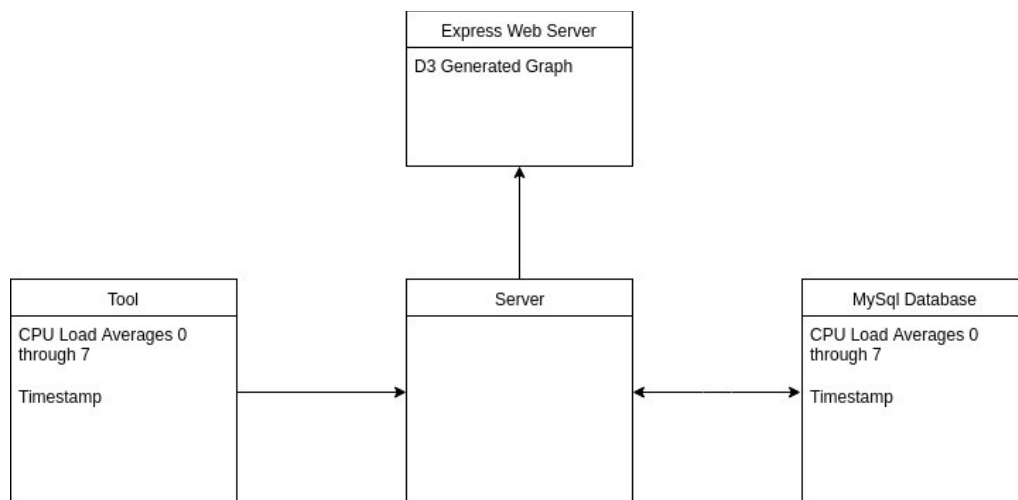 Express Web Server
D3 Generated Graph
Tool
CPU Load Averages 0
through 7
Timestamp
Server
MySql Database
CPU Load Averages 0
through 7
Timestamp